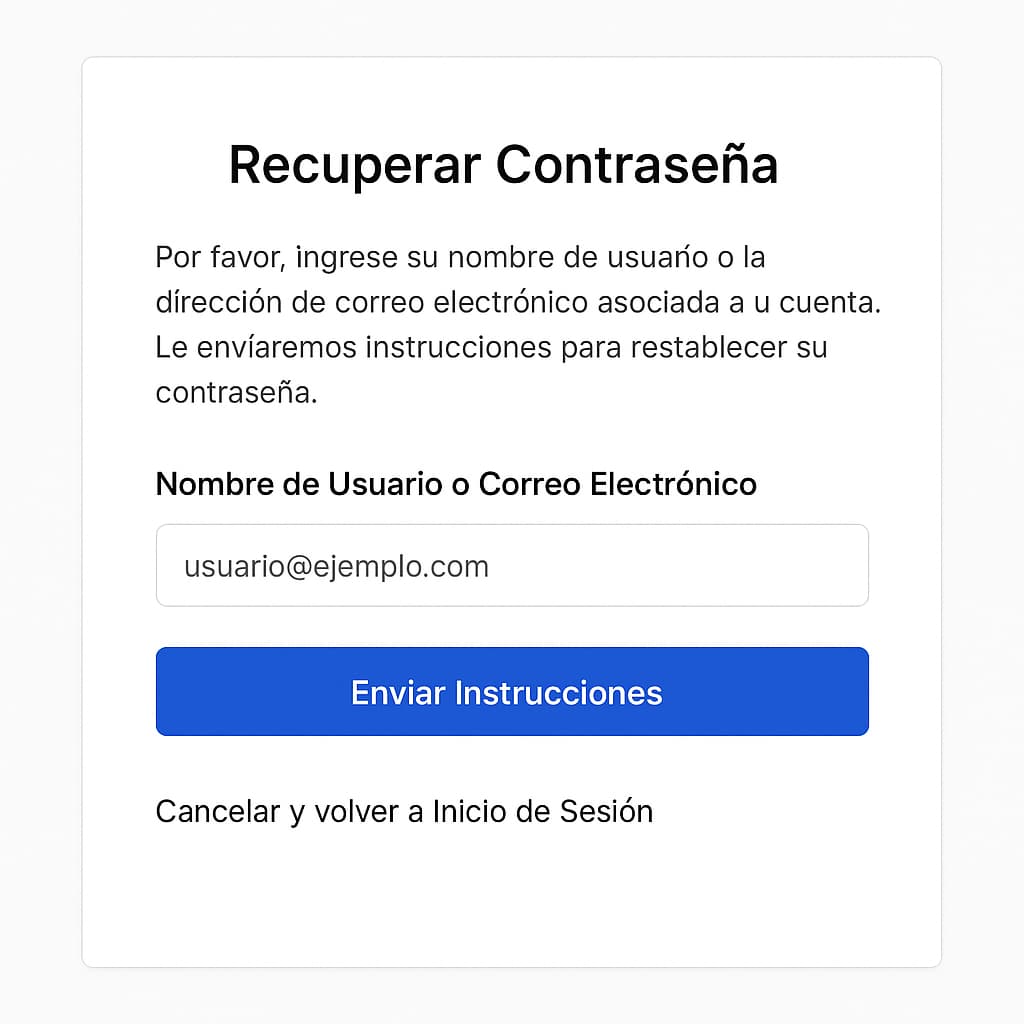 Recuperar Contraseña
Por favor, ingrese su nombre de usuarío o la
dírección de correo electrónico asociada a u cuenta.
Le envíaremos instrucciones para restablecer su
contraseña.
Nombre de Usuario o Correo Electrónico
usuario@ejemplo.com
Enviar Instrucciones
Cancelar y volver a Inicio de Sesión